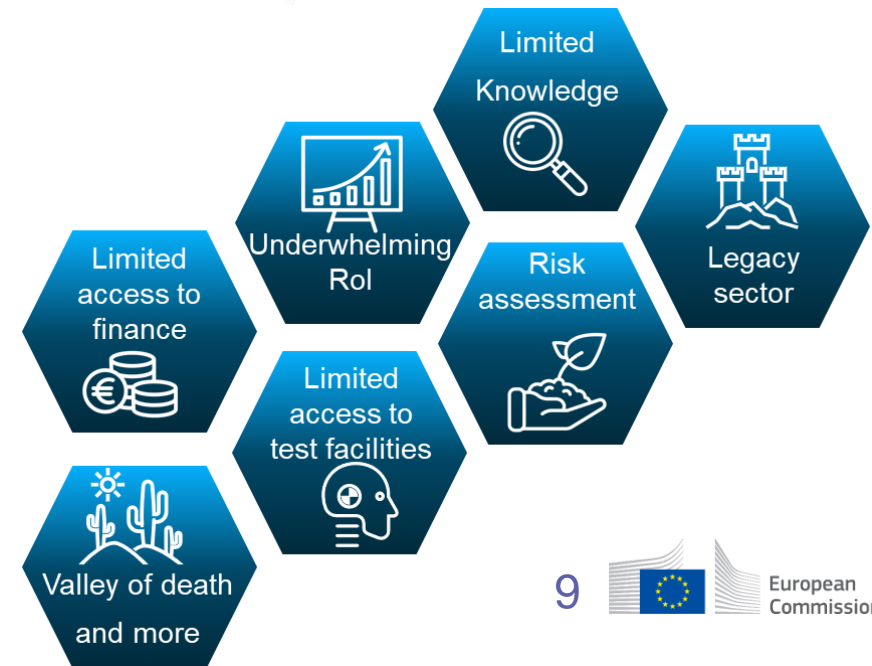 Limited
Knowledge
Underwhelming
RoI
Legacy
sector
Limited
access to
finance
Risk
assessment
Limited
access to
test facilities
Valley of death
and more
9
European
Commission